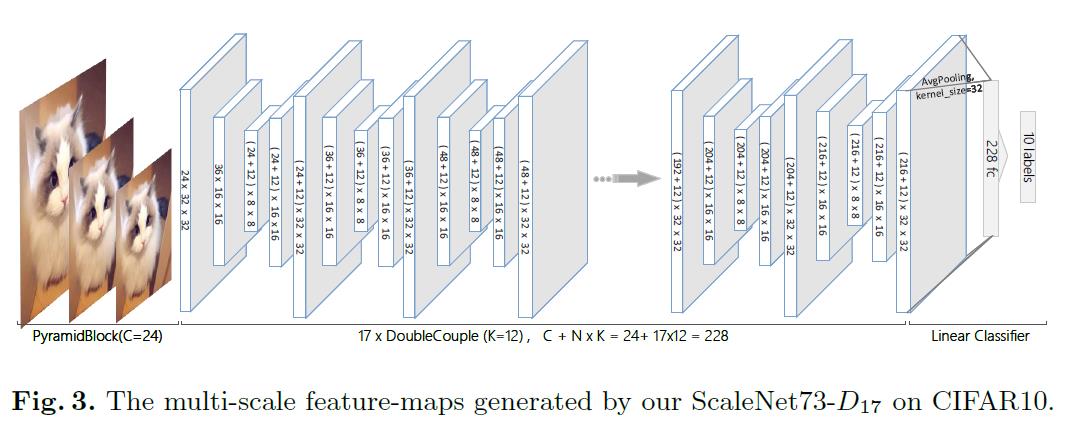 24 x 32 x 32
36 x 16 x 16
( 24 + 12 ) x 8 x 8
( 24 + 12 ) x 16 x 16
( 24 + 12 ) x 32 x 32
( 36 + 12 ) x 16 x 16
( 36 + 12 ) x 8 x 8
( 36 + 12 ) x 16 x 16
( 36 + 12 ) x 32 x 32
( 48 + 12 ) x 16 x 16
( 48 + 12 ) x 8 x 8
( 48 + 12 ) x 16 x 16
( 48 + 12 ) x 32 x 32
( 192 + 12 ) x 32 x 32
( 204 + 12 ) x 16 x 16
( 204 + 12 ) x 8 x 8
( 204 + 12 ) x 16 x 16
( 204 + 12 ) x 32 x 32
( 216 + 12 ) x 16 x 16
( 216 + 12 ) x 8 x 8
( 216 + 12 ) x 16 x 16
( 216 + 12 ) x 32 x 32
AvgPooling,
kernel_size=32
228 fc
10 labels
PyramidBlock(C=24)
17 x DoubleCouple (K=12) , C + N x K = 24+ 17x12 = 228
Linear Classifier
Fig. 3. The multi-scale feature-maps generated by our ScaleNet73-D17 on CIFAR10.